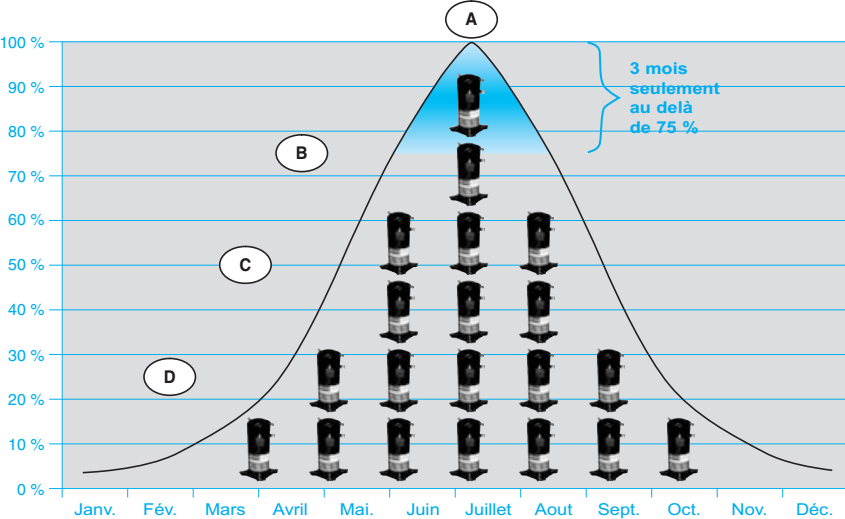 A
100 %
90 %
80 %
70 %
60 %
50 %
40 %
30 %
20 %
10 %
0 %
3 mois
seulement
au delà
de 75 %
B
C
D
Janv. Fév. Mars Avril Mai. Juin Juillet Aout Sept. Oct. Nov. Déc.